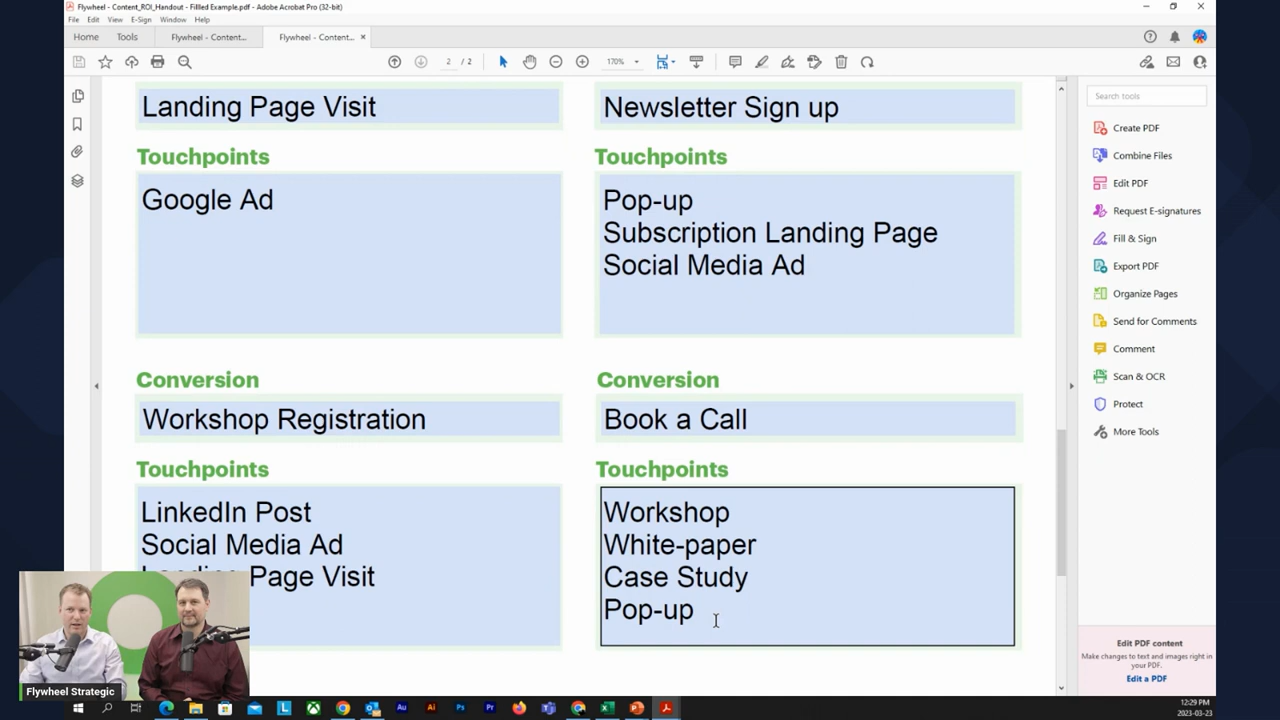 Flywheel - Content_ROI_Handout - Fillled Example.pdf - Adobe Acrobat Pro (32-bit)
File Edit View E-Sign Window Help
Home Tools Flywheel - Content... Flywheel - Content... ×
2 / 2 170%
Search tools
Landing Page Visit
Newsletter Sign up
Touchpoints
Touchpoints
Google Ad
Pop-up
Subscription Landing Page
Social Media Ad
Conversion
Conversion
Workshop Registration
Book a Call
Touchpoints
Touchpoints
LinkedIn Post
Social Media Ad
Page Visit
Workshop
White-paper
Case Study
Pop-up
Create PDF
Combine Files
Edit PDF
Request E-signatures
Fill & Sign
Export PDF
Organize Pages
Send for Comments
Comment
Scan & OCR
Protect
More Tools
Edit PDF content
Make changes to text and images right in
your PDF.
Edit a PDF
Flywheel Strategic
12:29 PM
2023-03-23